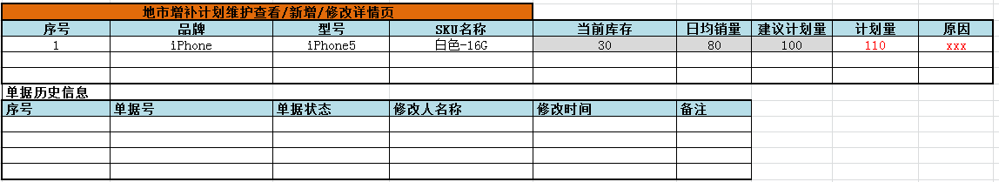 地市增补计划维护查看/新增/修改详情页
序号 品牌 型号 SKU名称 当前库存 日均销量 建议计划量 计划量 原因
1 iPhone iPhone5 白色-16G 30 80 100 110 xxx
单据历史信息
序号 单据号 单据状态 修改人名称 修改时间 备注